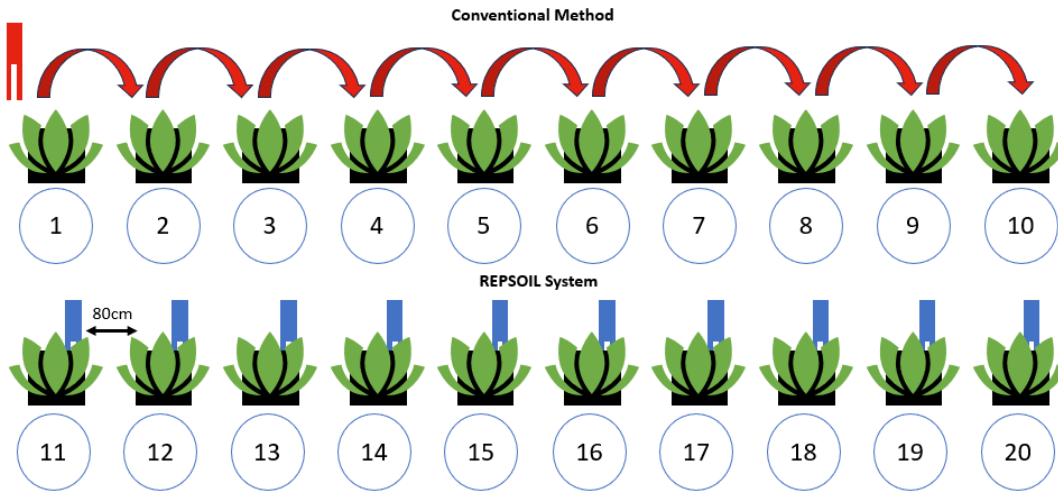 Conventional Method
1 2 3 4 5 6 7 8 9 10
REPSOIL System
80cm
11 12 13 14 15 16 17 18 19 20